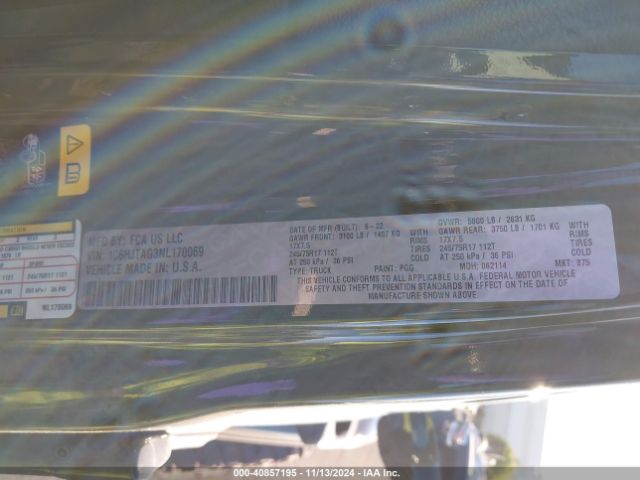 MFD BY: FCA US LLC
VIN: 1C6HJTAG3NL170069
VEHICLE MADE IN U.S.A.
DATE OF MFR (BUILT): 6-22
GAWR FRONT: 3100 LB / 1407 KG
17X7.5
245/75R17 112T
AT 250 kPa / 36 PSI
TYPE: TRUCK
PAINT: PGG
GVWR: 5800 LB / 2631 KG
GAWR REAR: 3750 LB / 1701 KG
17X7.5
245/75R17 112T
AT 250 kPa / 36 PSI
MDH: 062114
WITH
RIMS
TIRES
COLD
WITH
RIMS
TIRES
COLD
MKT: 875
THIS VEHICLE CONFORMS TO ALL APPLICABLE U.S.A. FEDERAL MOTOR VEHICLE
SAFETY, BUMPER AND THEFT PREVENTION STANDARDS IN EFFECT ON THE DATE OF
MANUFACTURE SHOWN ABOVE.
NL170069
00-40857195 - 11/13/2024 - IAA Inc.